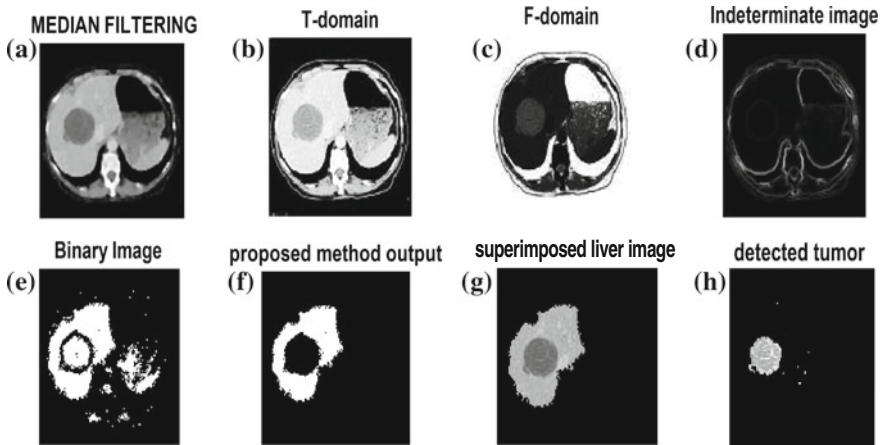 MEDIAN FILTERING
T-domain
F-domain
Indeterminate image
(a)
(b)
(c)
(d)
Binary Image
proposed method output
superimposed liver image
detected tumor
(e)
(f)
(g)
(h)